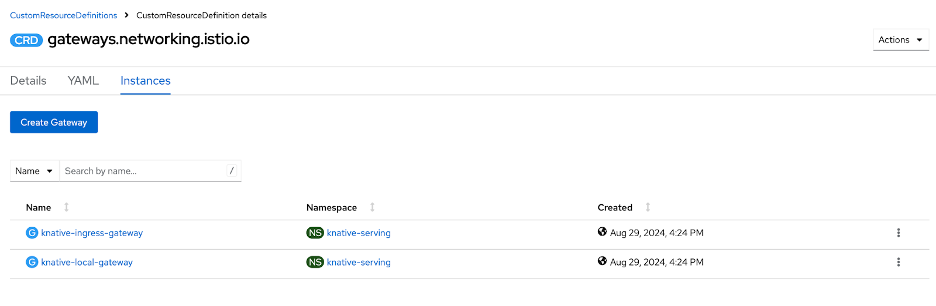 CustomResourceDefinitions > CustomResourceDefinition details
CRD gateways.networking.istio.io
Actions
Details YAML Instances
Create Gateway
Name Search by name... /
Name Namespace Created
G knative-ingress-gateway NS knative-serving Aug 29, 2024, 4:24 PM
G knative-local-gateway NS knative-serving Aug 29, 2024, 4:24 PM